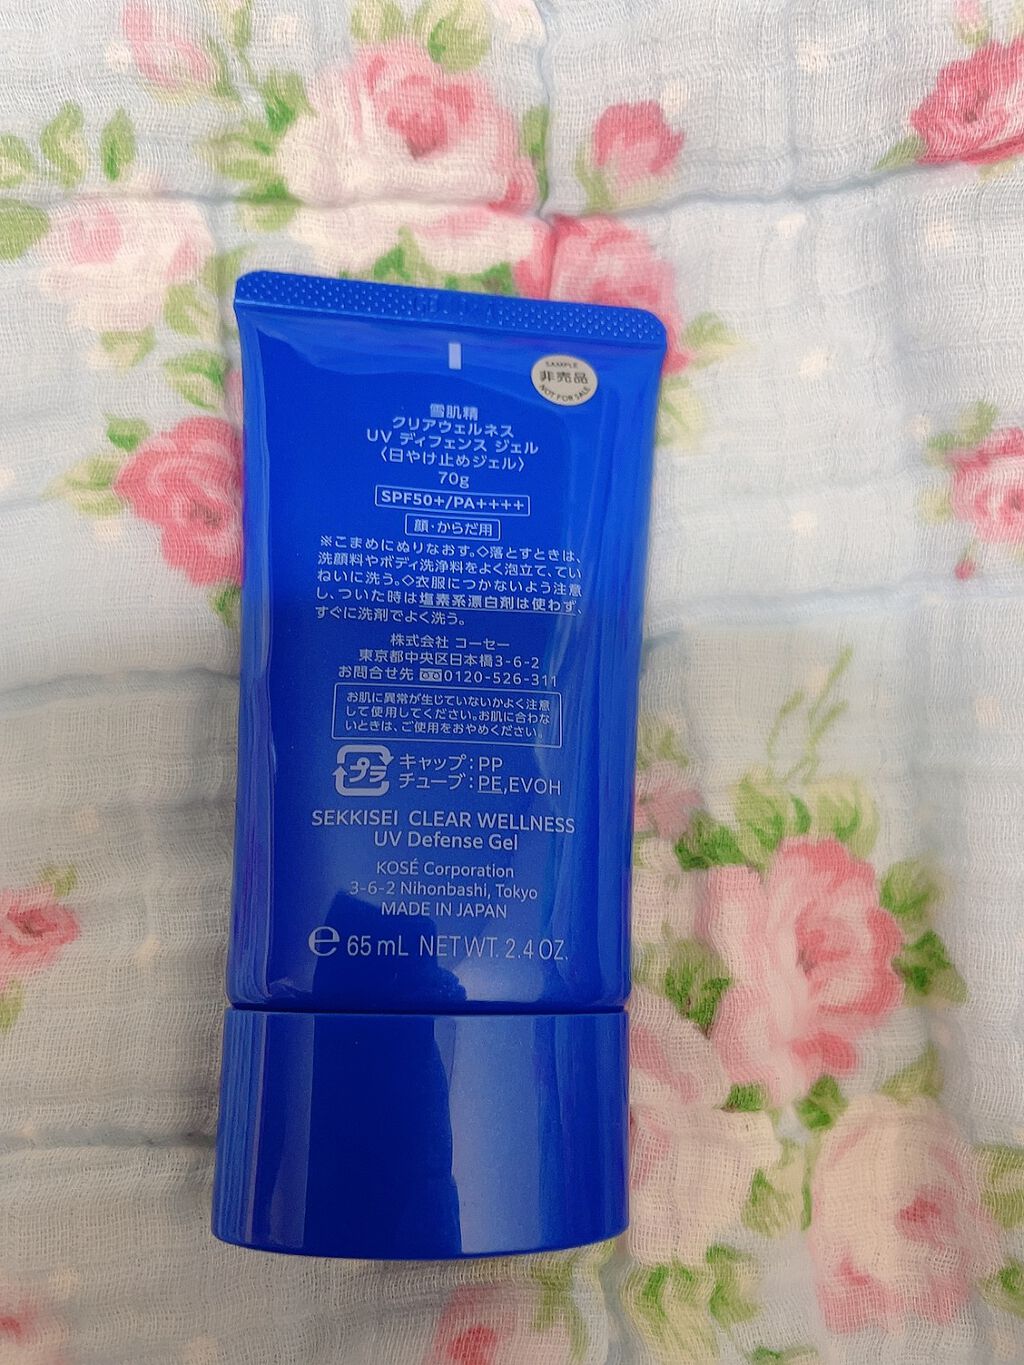 SAMPLE
非売品
NOT FOR SALE
雪肌精
クリアウェルネス
UV ディフェンス ジェル
〈日やけ止めジェル〉
70g
SPF50+/PA++++
顔・からだ用
※こまめにぬりなおす。◇落とすときは、
洗顔料やボディ洗浄料をよく泡立て、てい
ねいに洗う。◇衣服につかないよう注意
し、ついた時は塩素系漂白剤は使わず、
すぐに洗剤でよく洗う。
株式会社 コーセー
東京都中央区日本橋3-6-2
お問合せ先 0120-526-311
お肌に異常が生じていないかよく注意
して使用してください。お肌に合わな
いときは、ご使用をおやめください。
プラ
キャップ:PP
チューブ:PE,EVOH
SEKKISEI CLEAR WELLNESS
UV Defense Gel
KOSÉ Corporation
3-6-2 Nihonbashi, Tokyo
MADE IN JAPAN
℮ 65 mL NET WT. 2.4 OZ.